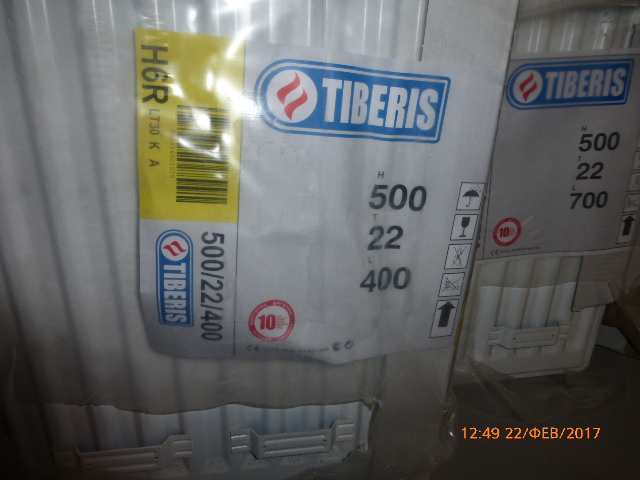 TIBERIS
H
500
T
22
L
400
H6R
LT30 K A
500/22/400
TIBERIS
10
TIBERIS
H
500
T
22
L
700
10
12:49 22/ФЕВ/2017